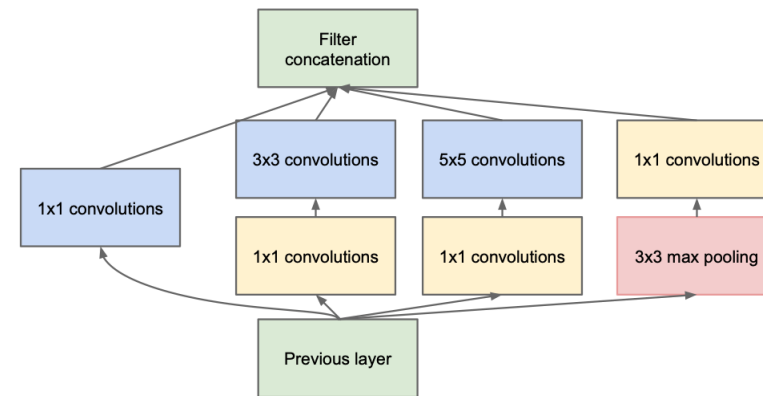 Filter
concatenation
3x3 convolutions
5x5 convolutions
1x1 convolutions
1x1 convolutions
1x1 convolutions
1x1 convolutions
3x3 max pooling
Previous layer